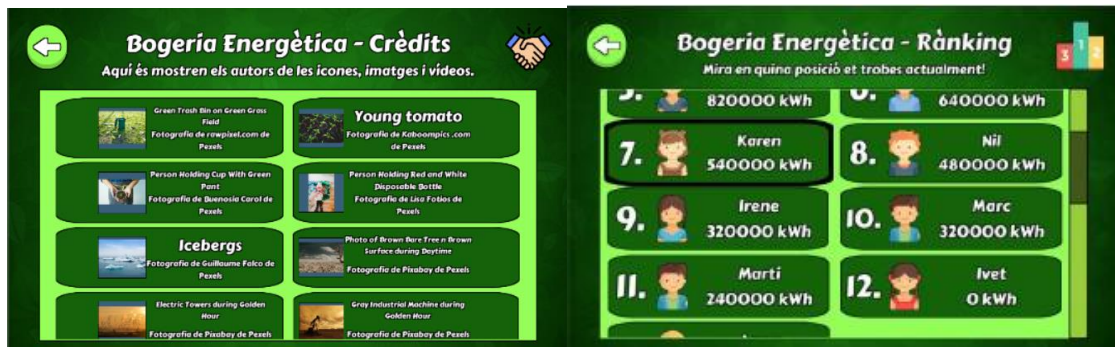 Bogeria Energètica - Crèdits
Aquí és mostren els autors de les icones, imatges i vídeos.
Green Trash Bin on Green Grass
Field
Fotografia de rawpixel.com de
Pexels
Young tomato
Fotografia de Kaboompics .com
de Pexels
Person Holding Cup With Green
Pant
Fotografia de Buenosia Carol de
Pexels
Person Holding Red and White
Disposable Bottle
Fotografia de Lisa Fotios de
Pexels
Icebergs
Fotografia de Guillaume Falco de
Pexels
Photo of Brown Bare Tree n Brown
Surface during Daytime
Fotografia de Pixabay de Pexels
Electric Towers during Golden
Hour
Fotografia de Pixabay de Pexels
Gray Industrial Machine during
Golden Hour
Fotografia de Pixabay de Pexels
Bogeria Energètica - Rànking
Mira en quina posició et trobes actualment!
3 1 2
820000 kWh
640000 kWh
7.
Karen
540000 kWh
8.
Nil
480000 kWh
9.
Irene
320000 kWh
10.
Marc
320000 kWh
11.
Martí
240000 kWh
12.
Ivet
0 kWh